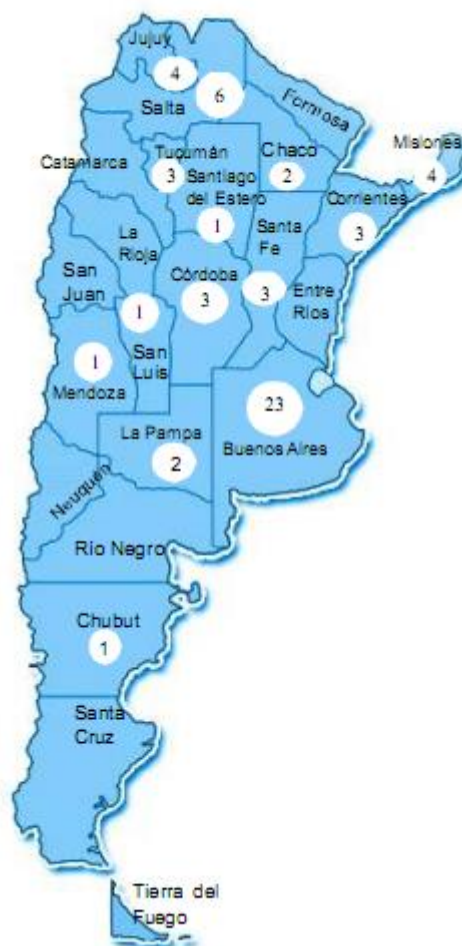 Jujuy
4
6
Salta
Formosa
Misiones
4
Catamarca
Tucumán
3
Santiago
del Estero
1
Chaco
2
Corrientes
3
La
Rioja
Santa
Fe
3
San
Juan
Córdoba
3
Entre
Rios
1
San
Luis
1
Mendoza
23
Buenos Aires
La Pampa
2
Neuquén
Rio Negro
Chubut
1
Santa
Cruz
Tierra del
Fuego